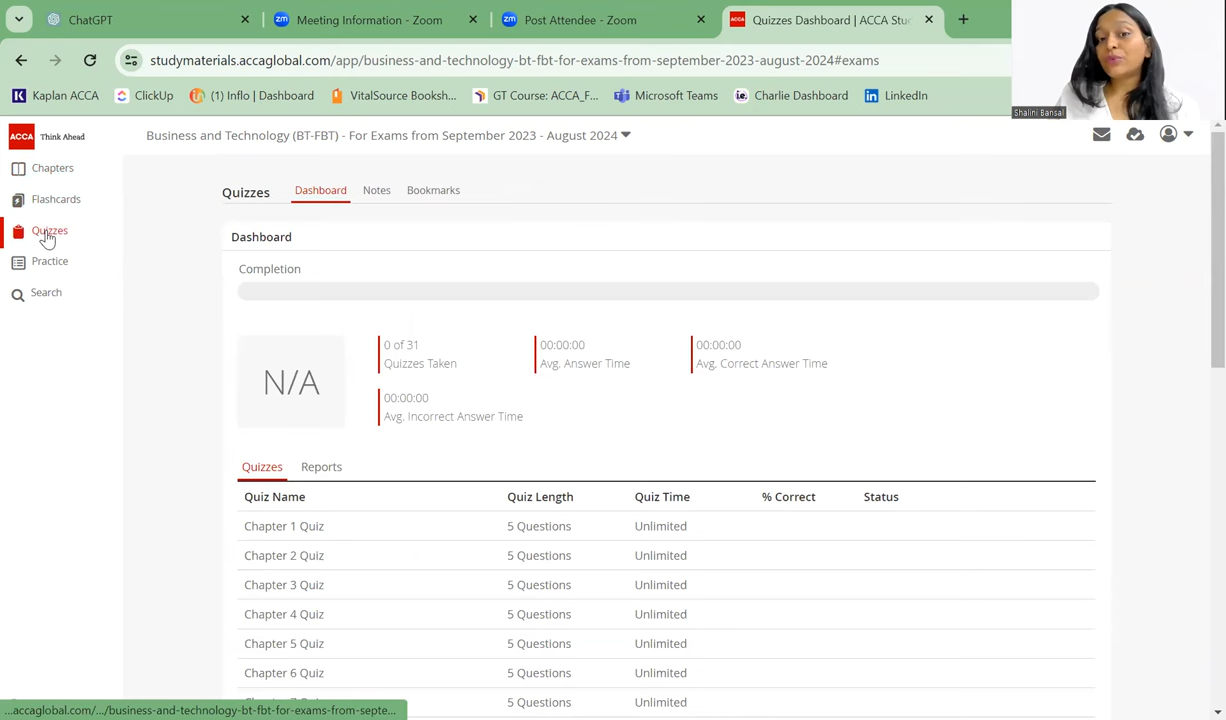 ChatGPT
Meeting Information - Zoom
Post Attendee - Zoom
Quizzes Dashboard | ACCA Stu
studymaterials.accaglobal.com/app/business-and-technology-bt-fbt-for-exams-from-september-2023-august-2024#exams
Kaplan ACCA
ClickUp
(1) Inflo | Dashboard
VitalSource Booksh...
GT Course: ACCA_F...
Microsoft Teams
Charlie Dashboard
LinkedIn
Shalini Bansal
ACCA Think Ahead
Business and Technology (BT-FBT) - For Exams from September 2023 - August 2024
Chapters
Flashcards
Quizzes
Practice
Search
Quizzes Dashboard Notes Bookmarks
Dashboard
Completion
N/A
0 of 31
Quizzes Taken
00:00:00
Avg. Answer Time
00:00:00
Avg. Correct Answer Time
00:00:00
Avg. Incorrect Answer Time
Quizzes Reports
Quiz Name Quiz Length Quiz Time % Correct Status
Chapter 1 Quiz 5 Questions Unlimited
Chapter 2 Quiz 5 Questions Unlimited
Chapter 3 Quiz 5 Questions Unlimited
Chapter 4 Quiz 5 Questions Unlimited
Chapter 5 Quiz 5 Questions Unlimited
Chapter 6 Quiz 5 Questions Unlimited
5 Questions Unlimited
...accaglobal.com/.../business-and-technology-bt-fbt-for-exams-from-septe...